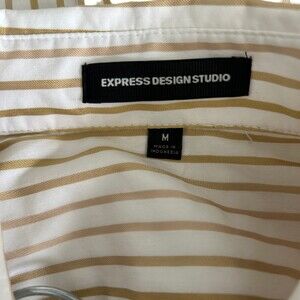 EXPRESS DESIGN STUDIO
M
MADE IN
INDONESIA